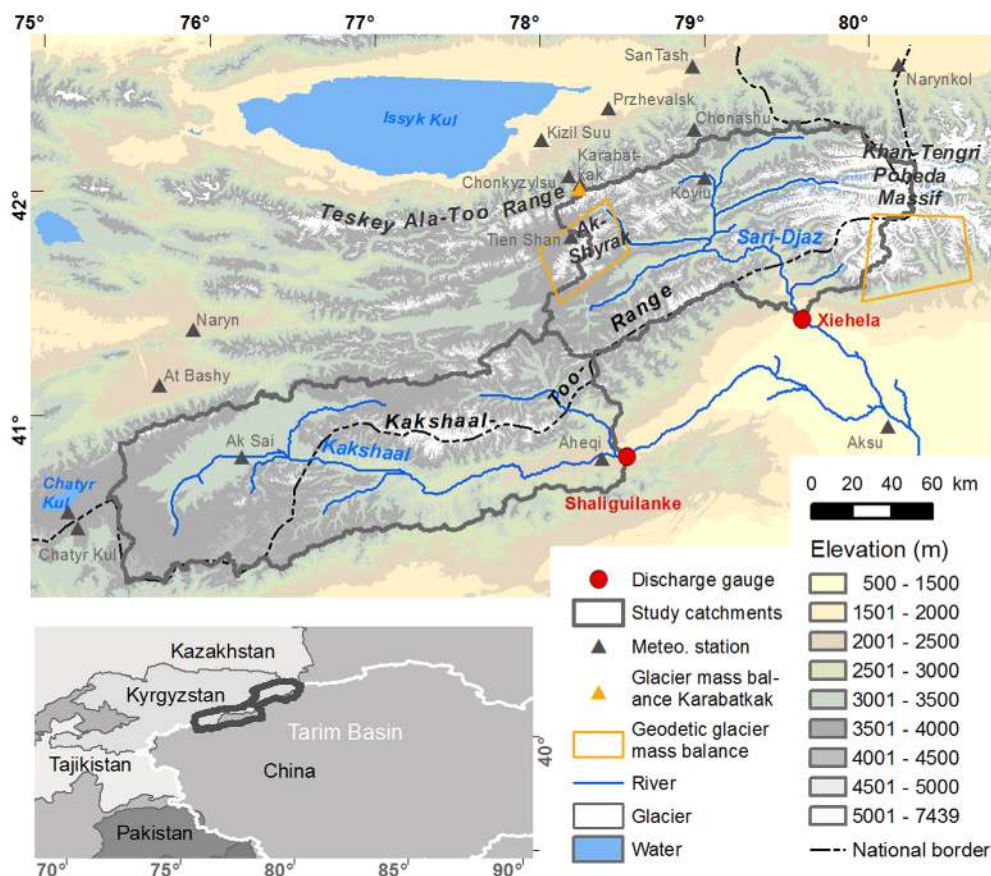 75° 76° 77° 78° 79° 80°
SanTash
Narynkol
Przhevalsk
Issyk Kul
Kizil Suu
Chonashu
Karabat-
kak
Khan-Tengri
Pobeda
Massif
42°
Chonkyzylsu
Koyliu
Teskey Ala-Too Range
Ak-
Shyrak
Tien Shan
Sari-Djaz
Range
Naryn
Xiehela
At Bashy
Too-
41°
Kakshaal-
Ak Sai
Kakshaal
Aheqi
Aksu
Chatyr
Kul
Shaliguilanke
Chatyr Kul
0 20 40 60 km
Elevation (m)
500 - 1500
1501 - 2000
2001 - 2500
2501 - 3000
3001 - 3500
3501 - 4000
4001 - 4500
4501 - 5000
5001 - 7439
National border
Discharge gauge
Study catchments
Meteo. station
Glacier mass bal-
ance Karabatkak
Geodetic glacier
mass balance
River
Glacier
Water
Kazakhstan
Kyrgyzstan
Tarim Basin
40°
Tajikistan
China
Pakistan
70° 75° 80° 85° 90°